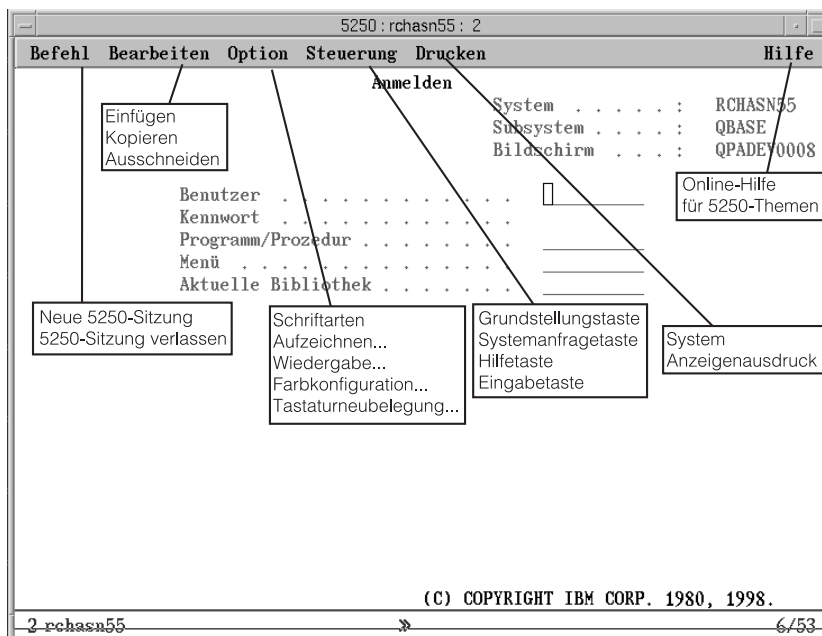 5250 : rchasn55 : 2
Befehl Bearbeiten Option Steuerung Drucken Hilfe
Anmelden
System . . . . . : RCHASN55
Subsystem . . . . : QBASE
Bildschirm . . . : QPADEV0008
Einfügen
Kopieren
Ausschneiden
Online-Hilfe
für 5250-Themen
Benutzer . . . . . . . . . . . . .
Kennwort . . . . . . . . . . . . .
Programm/Prozedur . . . . . . . .
Menü . . . . . . . . . . . . . . .
Aktuelle Bibliothek . . . . . . .
Neue 5250-Sitzung
5250-Sitzung verlassen
Schriftarten
Aufzeichnen...
Wiedergabe...
Farbkonfiguration...
Tastaturneubelegung...
Grundstellungstaste
Systemanfragetaste
Hilfetaste
Eingabetaste
System
Anzeigenausdruck
(C) COPYRIGHT IBM CORP. 1980, 1998.
2 rchasn55 » 6/53